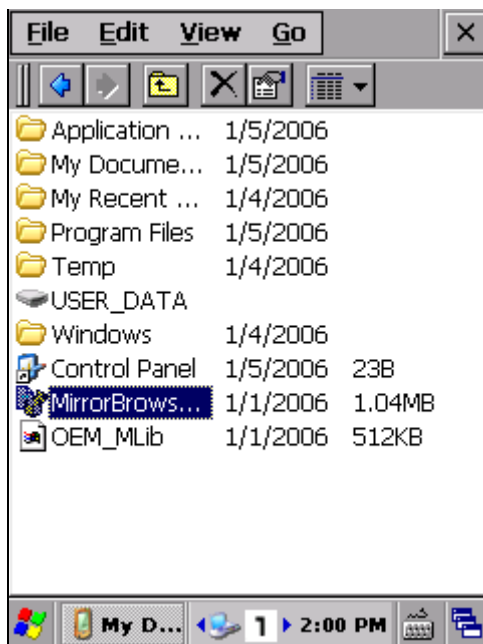 File Edit View Go
Application ... 1/5/2006
My Docume... 1/5/2006
My Recent ... 1/4/2006
Program Files 1/5/2006
Temp 1/4/2006
USER_DATA
Windows 1/4/2006
Control Panel 1/5/2006 23B
MirrorBrows... 1/1/2006 1.04MB
OEM_MLib 1/1/2006 512KB
My D... 1 2:00 PM